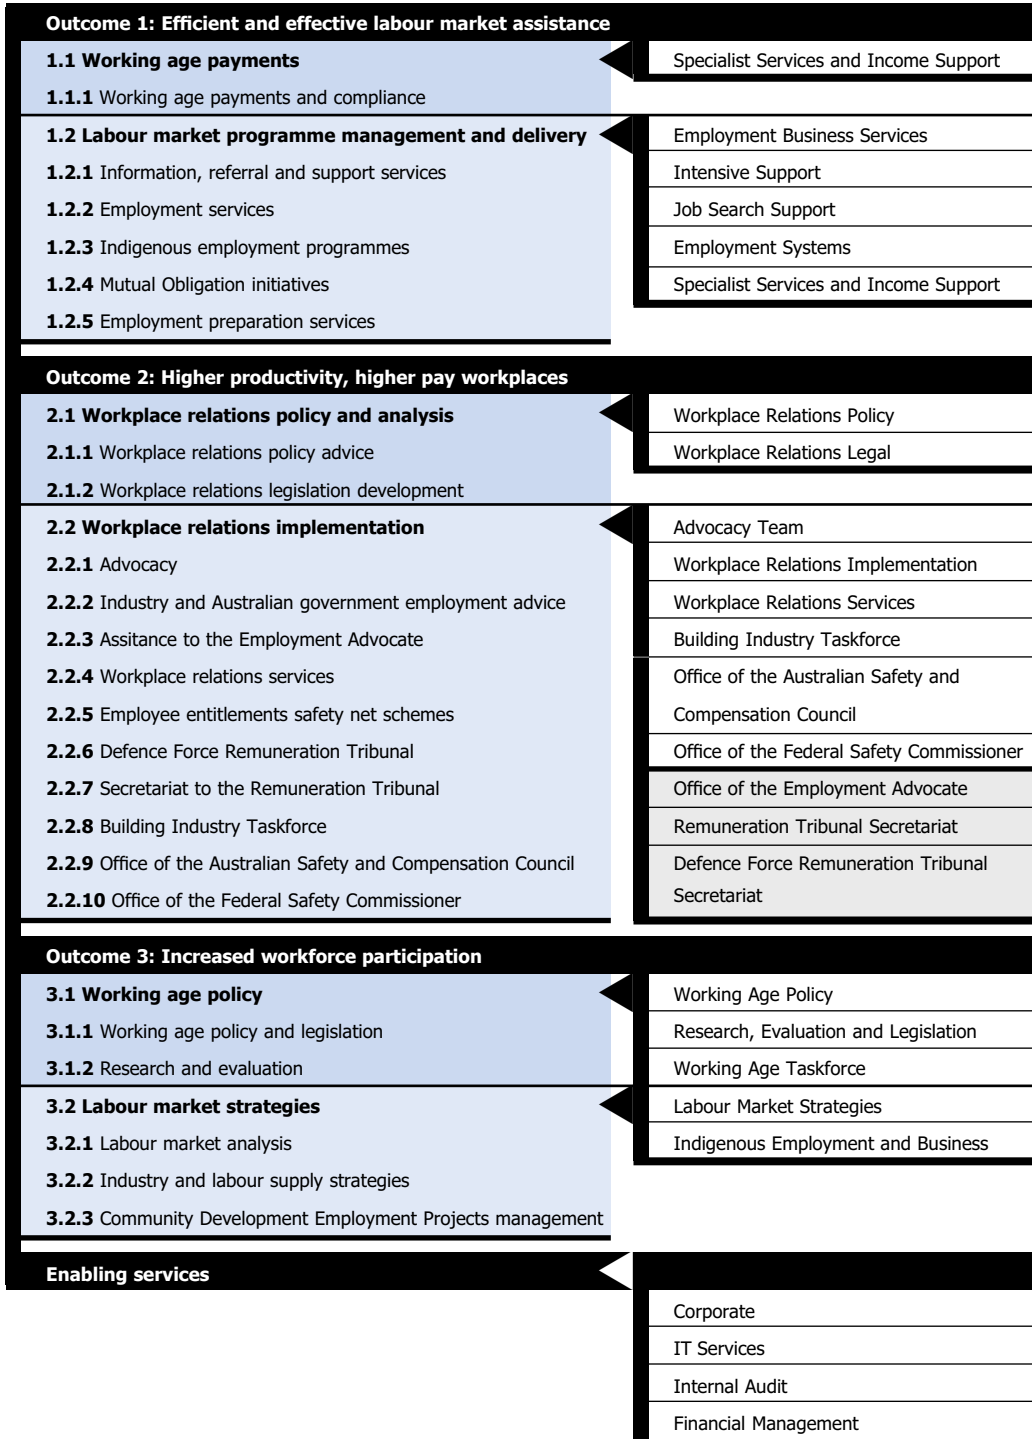 Outcome 1: Efficient and effective labour market assistance
1.1 Working age payments
Specialist Services and Income Support
1.1.1 Working age payments and compliance
1.2 Labour market programme management and delivery
Employment Business Services
1.2.1 Information, referral and support services
Intensive Support
1.2.2 Employment services
Job Search Support
1.2.3 Indigenous employment programmes
Employment Systems
1.2.4 Mutual Obligation initiatives
Specialist Services and Income Support
1.2.5 Employment preparation services
Outcome 2: Higher productivity, higher pay workplaces
2.1 Workplace relations policy and analysis
Workplace Relations Policy
2.1.1 Workplace relations policy advice
Workplace Relations Legal
2.1.2 Workplace relations legislation development
2.2 Workplace relations implementation
Advocacy Team
2.2.1 Advocacy
Workplace Relations Implementation
2.2.2 Industry and Australian government employment advice
Workplace Relations Services
2.2.3 Assitance to the Employment Advocate
Building Industry Taskforce
2.2.4 Workplace relations services
Office of the Australian Safety and
2.2.5 Employee entitlements safety net schemes
Compensation Council
2.2.6 Defence Force Remuneration Tribunal
Office of the Federal Safety Commissioner
2.2.7 Secretariat to the Remuneration Tribunal
Office of the Employment Advocate
2.2.8 Building Industry Taskforce
Remuneration Tribunal Secretariat
2.2.9 Office of the Australian Safety and Compensation Council
Defence Force Remuneration Tribunal
2.2.10 Office of the Federal Safety Commissioner
Secretariat
Outcome 3: Increased workforce participation
3.1 Working age policy
Working Age Policy
3.1.1 Working age policy and legislation
Research, Evaluation and Legislation
3.1.2 Research and evaluation
Working Age Taskforce
3.2 Labour market strategies
Labour Market Strategies
3.2.1 Labour market analysis
Indigenous Employment and Business
3.2.2 Industry and labour supply strategies
3.2.3 Community Development Employment Projects management
Enabling services
Corporate
IT Services
Internal Audit
Financial Management